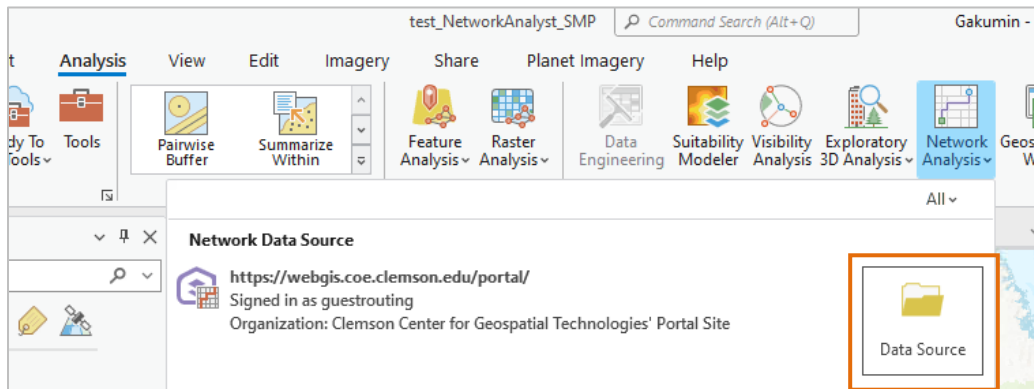 test_NetworkAnalyst_SMP
Command Search (Alt+Q)
Gakumin -
t
Analysis
View
Edit
Imagery
Share
Planet Imagery
Help
dy To
Tools
Pairwise
Buffer
Summarize
Within
Feature
Analysis
Raster
Analysis
Data
Engineering
Suitability
Modeler
Visibility
Analysis
Exploratory
3D Analysis
Network
Analysis
All
Network Data Source
https://webgis.coe.clemson.edu/portal/
Signed in as guestrouting
Organization: Clemson Center for Geospatial Technologies' Portal Site
Data Source